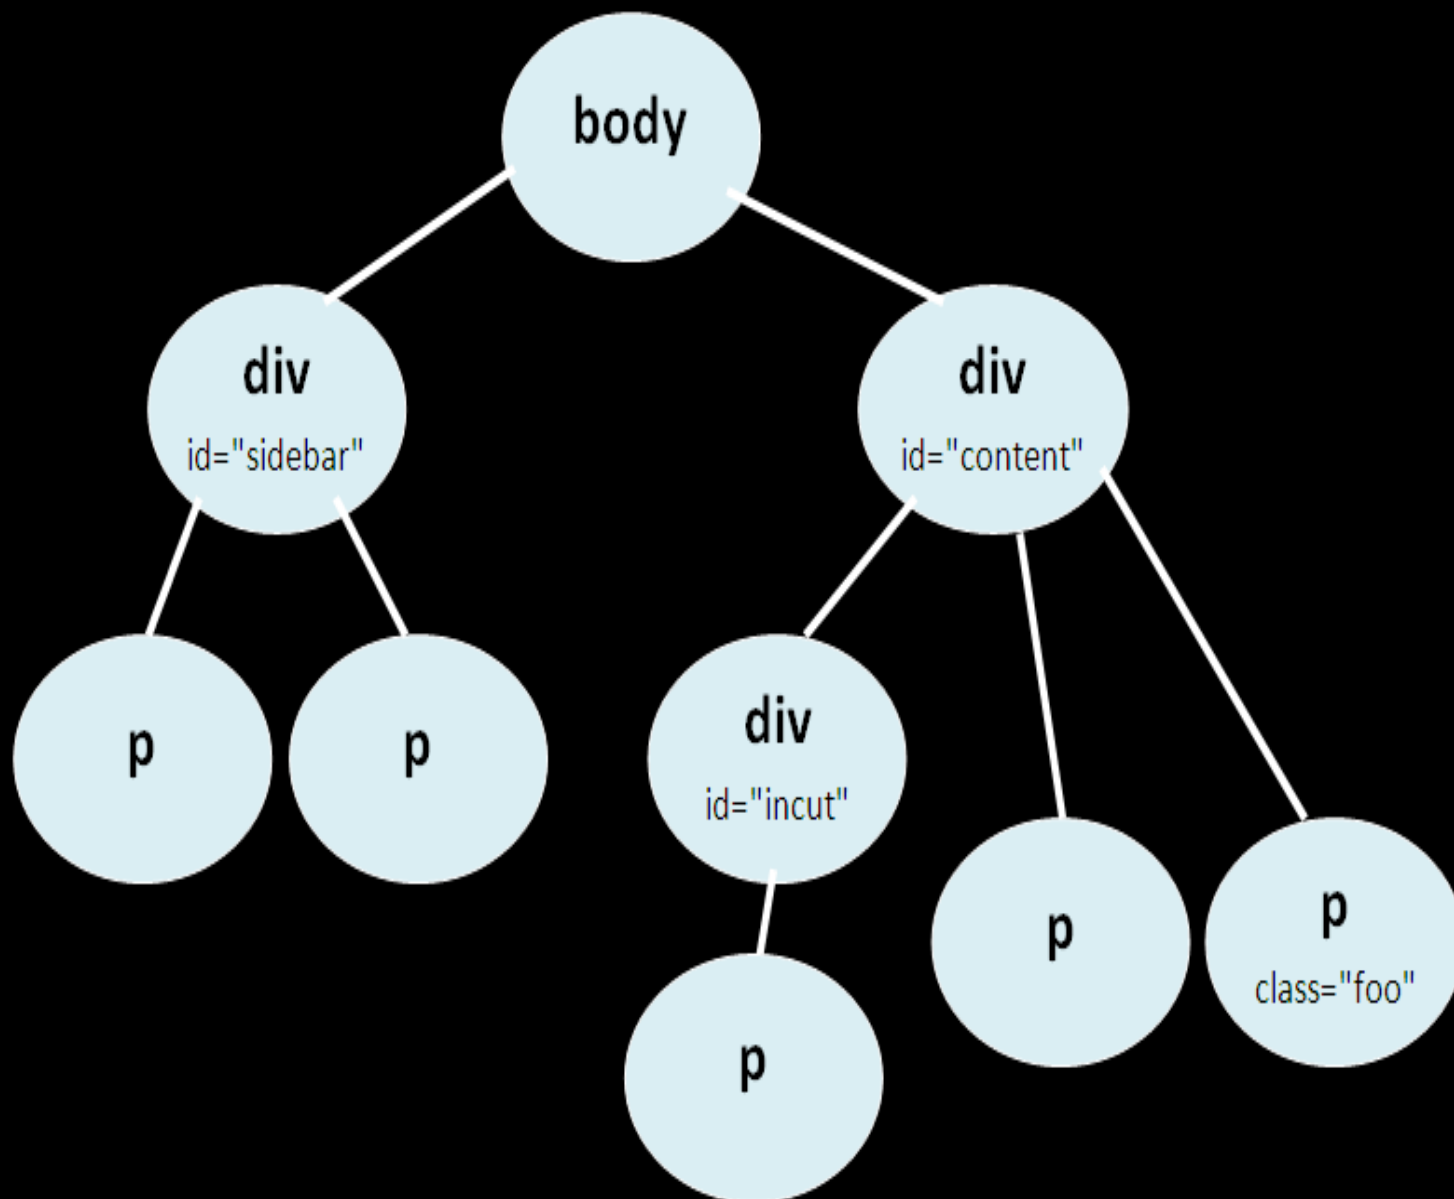 body
div
id="sidebar"
div
id="content"
p
p
div
id="incut"
p
p
class="foo"
p